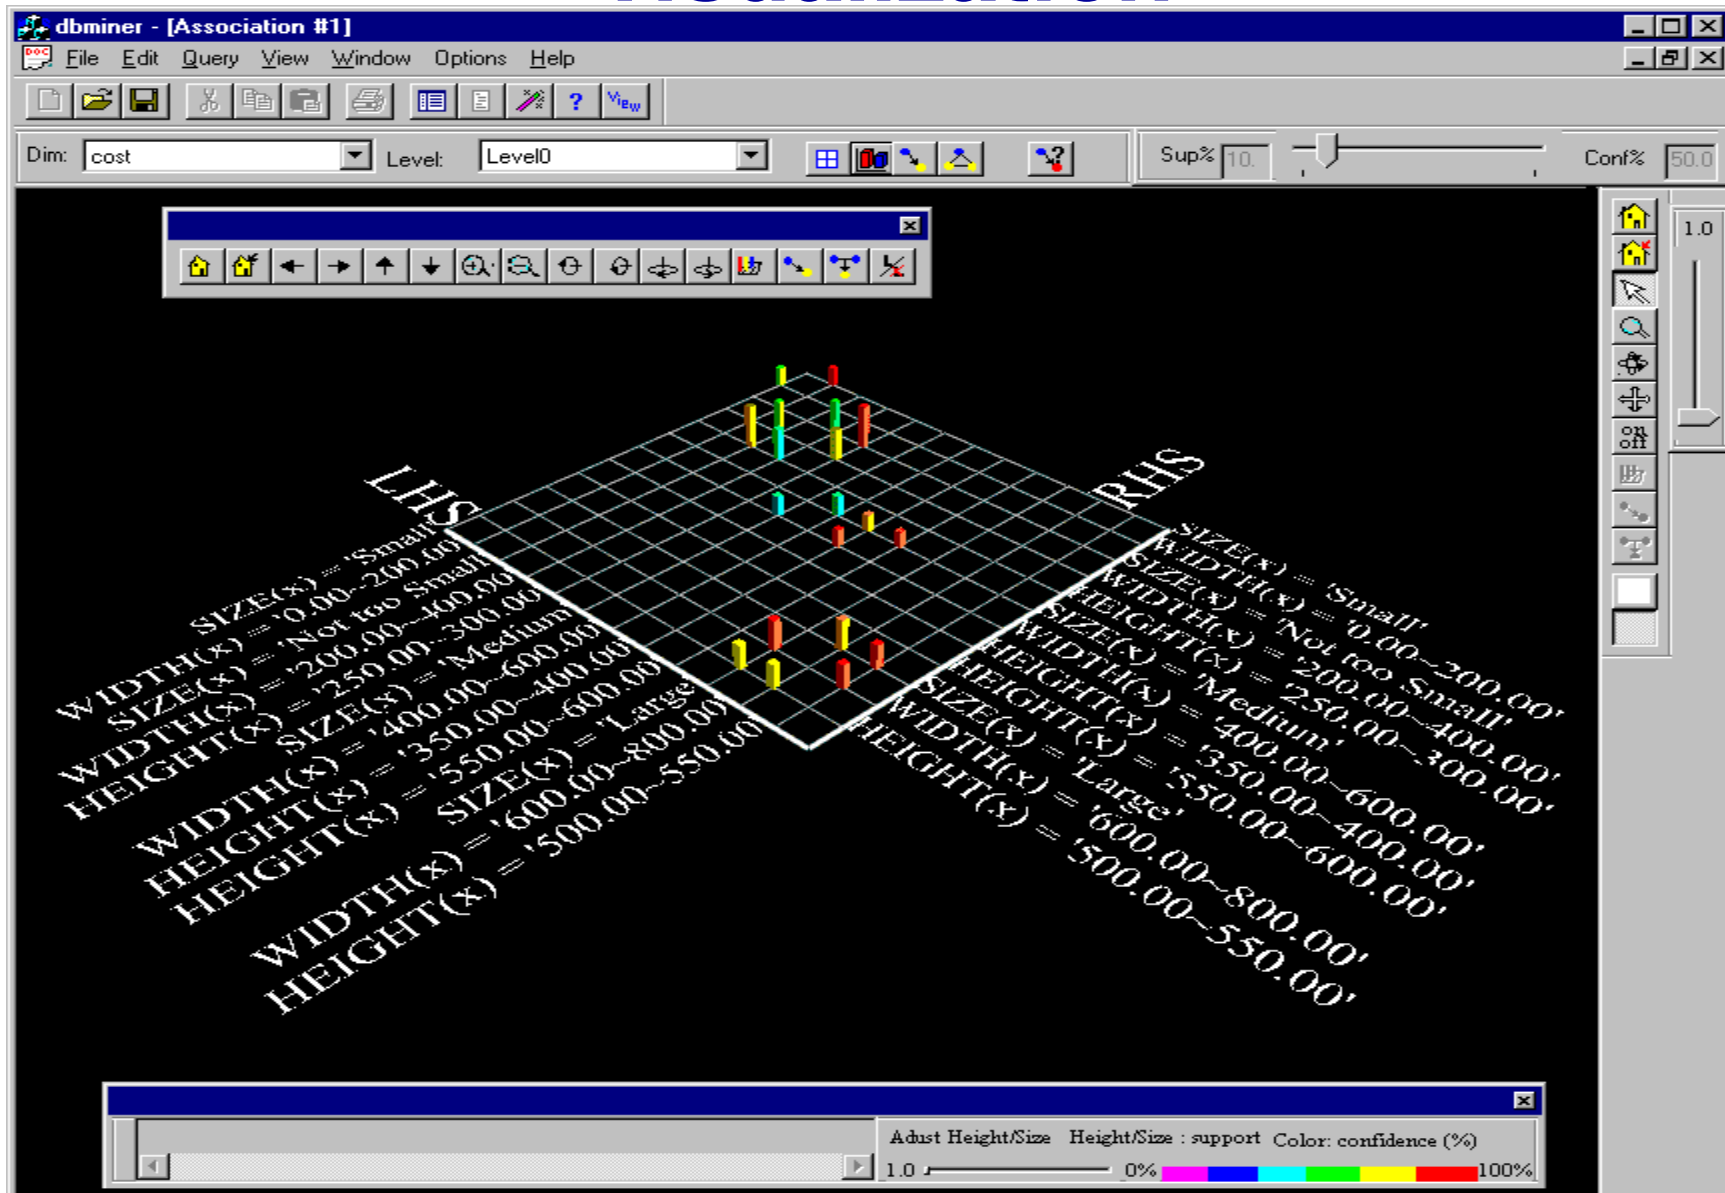 dbminer - [Association #1]
File Edit Query View Window Options Help
View
Dim: cost Level: Level0 Sup% 10. Conf% 50.0
1.0
on
off
LHS
SIZE(x) = 'Small'
WIDTH(x) = '0.00~200.00'
SIZE(x) = 'Not too Small'
WIDTH(x) = '200.00~400.00'
HEIGHT(x) = '250.00~300.00'
SIZE(x) = 'Medium'
WIDTH(x) = '400.00~600.00'
HEIGHT(x) = '350.00~400.00'
HEIGHT(x) = '550.00~600.00'
SIZE(x) = 'Large'
WIDTH(x) = '600.00~800.00'
HEIGHT(x) = '500.00~550.00'
RHS
SIZE(x) = 'Small'
WIDTH(x) = '0.00~200.00'
SIZE(x) = 'Not too Small'
WIDTH(x) = '200.00~400.00'
HEIGHT(x) = '250.00~300.00'
SIZE(x) = 'Medium'
WIDTH(x) = '400.00~600.00'
HEIGHT(x) = '350.00~400.00'
HEIGHT(x) = '550.00~600.00'
SIZE(x) = 'Large'
WIDTH(x) = '600.00~800.00'
HEIGHT(x) = '500.00~550.00'
Adust Height/Size Height/Size : support Color: confidence (%)
1.0 0% 100%